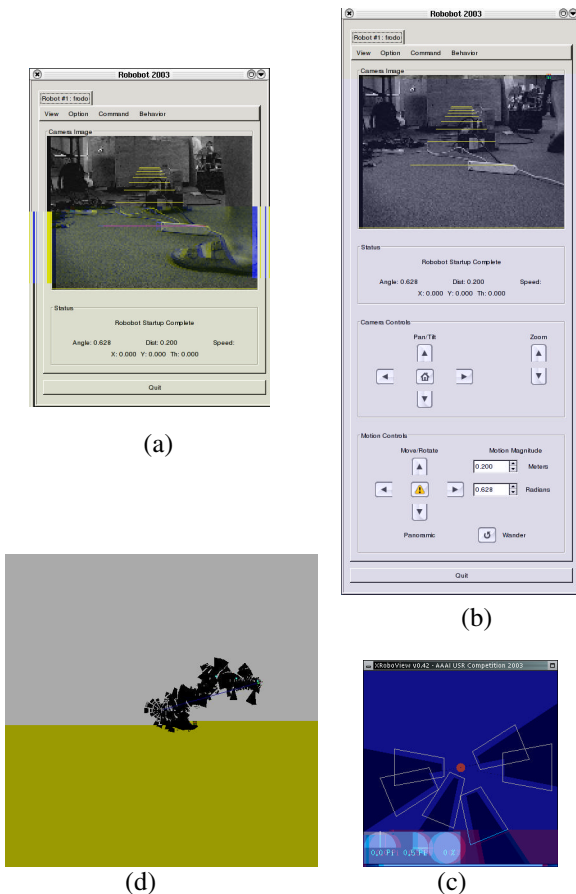 Robobot 2003
Robot #1: frodo
View Option Command Behavior
Camera Image
Status
Robobot Startup Complete
Angle: 0.628 Dist: 0.200 Speed:
X: 0.000 Y: 0.000 Th: 0.000
Quit
(a)
Robobot 2003
Robot #1: frodo
View Option Command Behavior
Camera Image
Status
Robobot Startup Complete
Angle: 0.628 Dist: 0.200 Speed:
X: 0.000 Y: 0.000 Th: 0.000
Camera Controls
Pan/Tilt Zoom
Motion Controls
Move/Rotate Motion Magnitude
0.200 Meters
0.628 Radians
Panoramic Wander
Quit
(b)
XRoboView v0.42 - AAAI USR Competition 2003
(d)
(c)